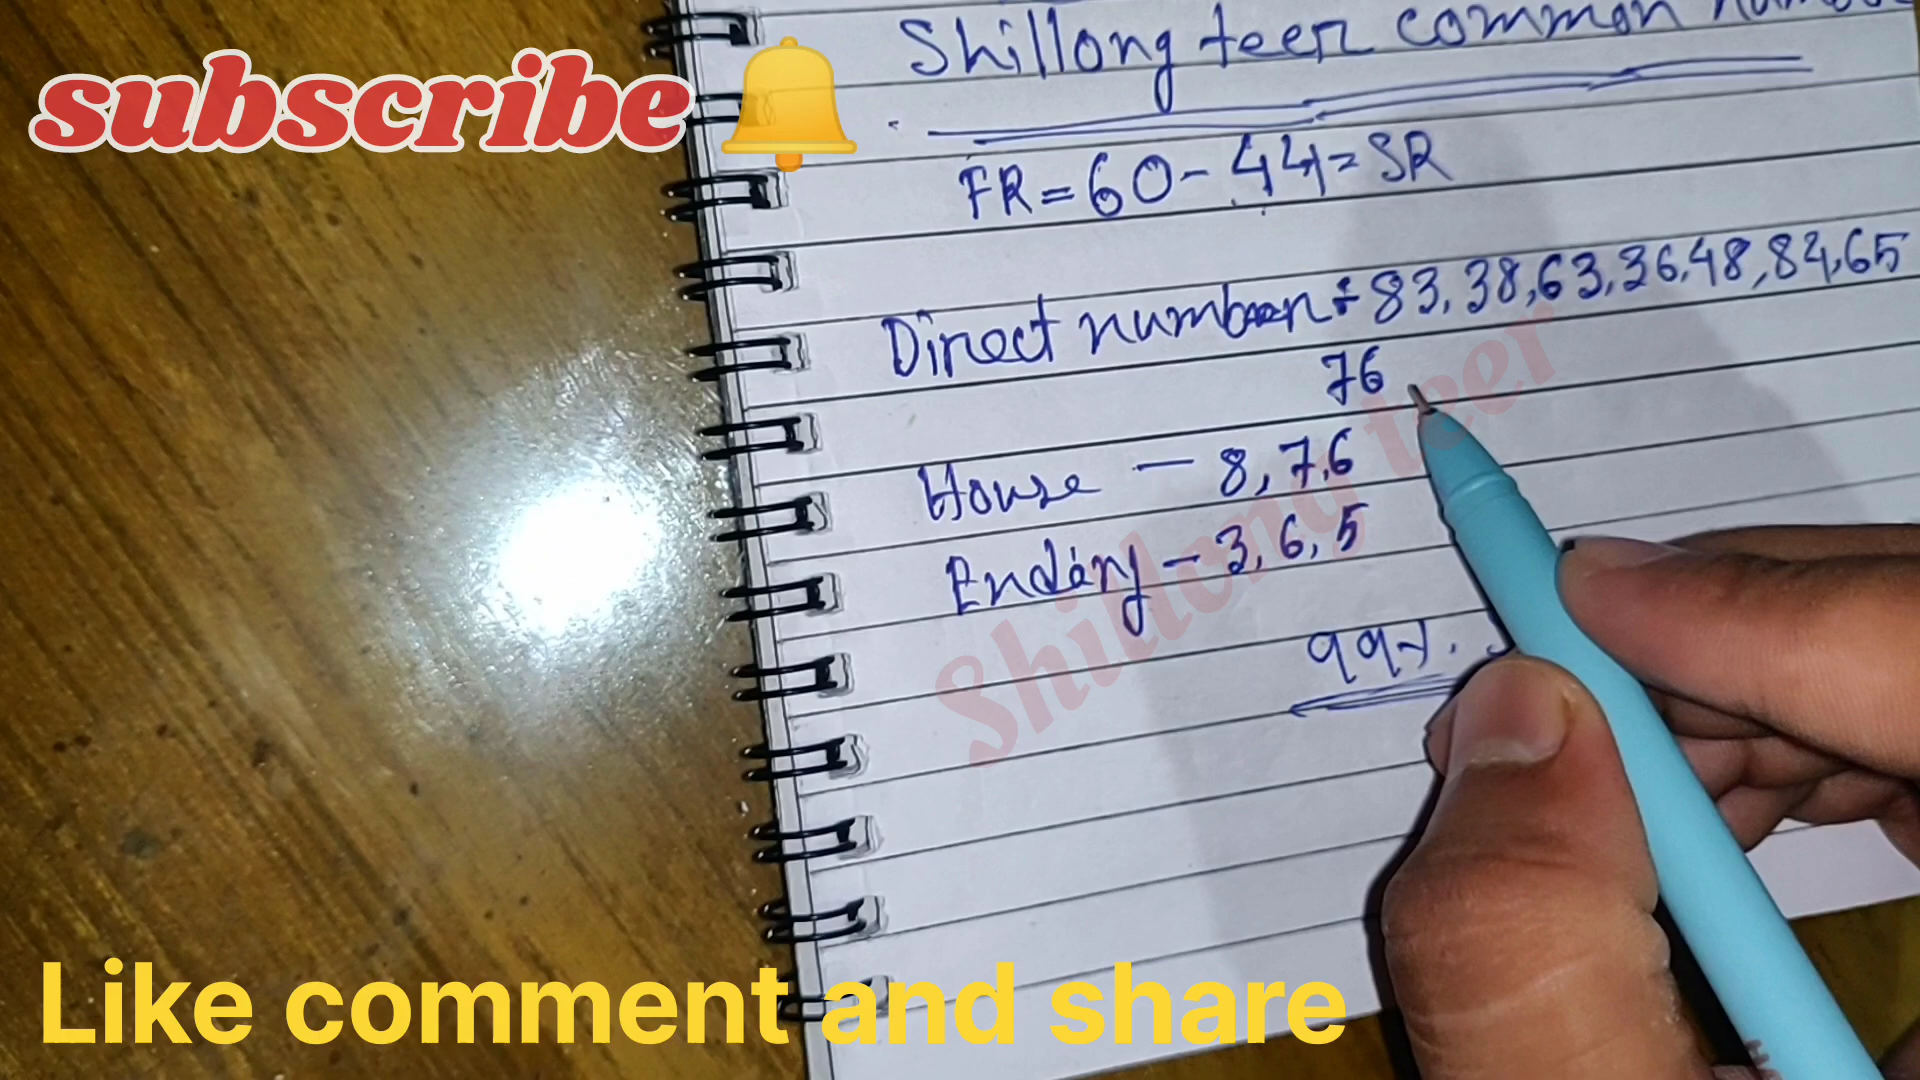 subscribe
Shillong teer common
FR = 60 - 44 = SR
Direct number : 83, 38, 63, 36, 48, 84, 65
76
House - 8, 7, 6
Ending - 3, 6, 5
99%.
Shillong teer
Like comment and share